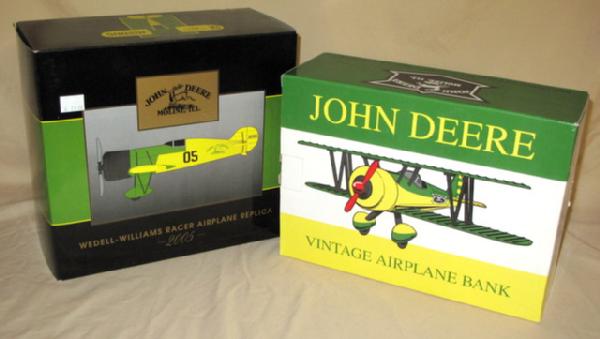 JOHN DEERE
MOLINE, ILL.
05
WEDELL-WILLIAMS RACER AIRPLANE REPLICA
2005
JOHN DEERE
VINTAGE AIRPLANE BANK